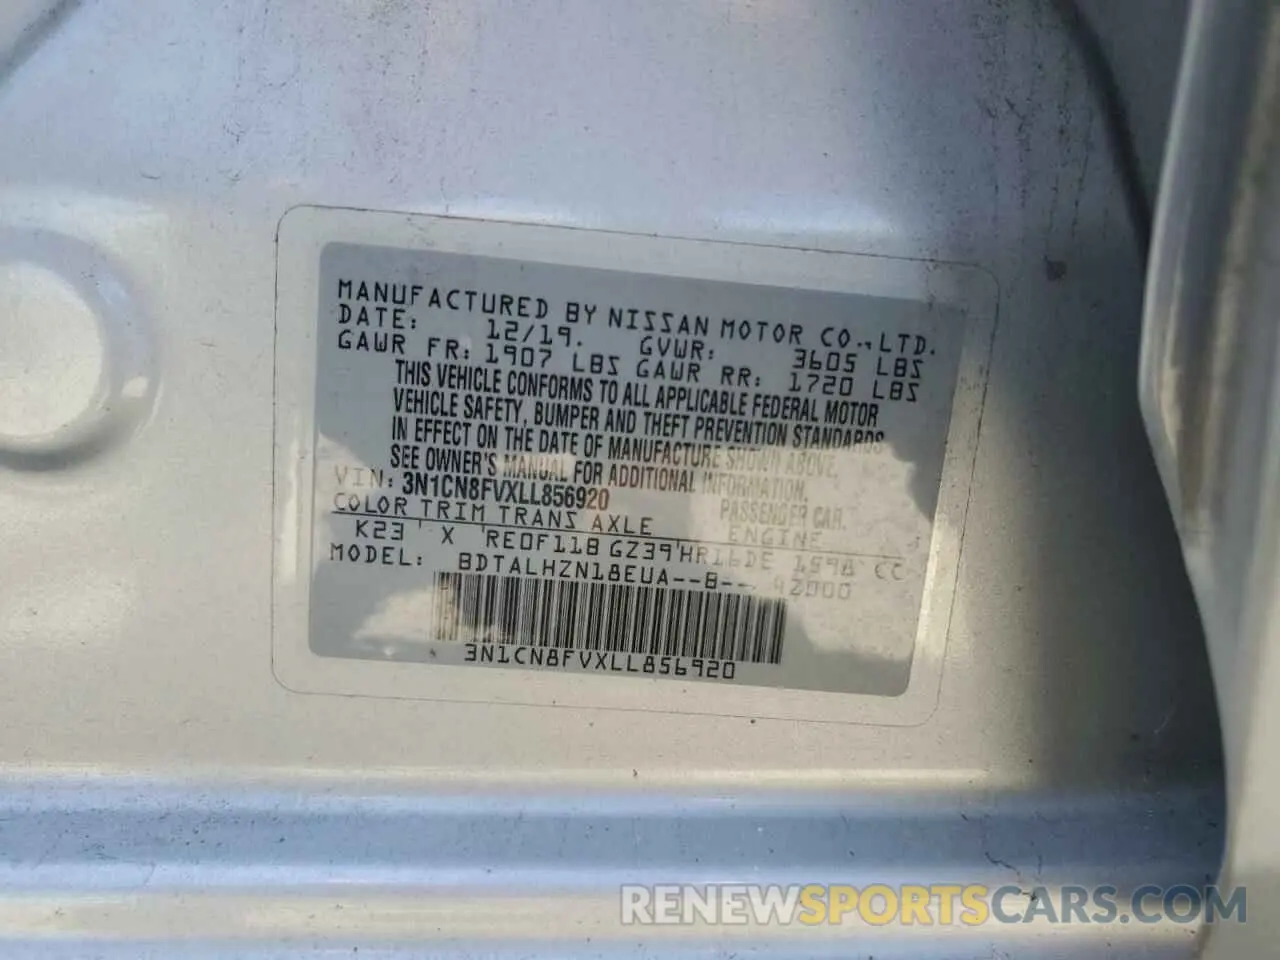 MANUFACTURED BY NISSAN MOTOR CO.,LTD.
DATE: 12/19. GVWR: 3605 LBS
GAWR FR: 1907 LBS GAWR RR: 1720 LBS
THIS VEHICLE CONFORMS TO ALL APPLICABLE FEDERAL MOTOR
VEHICLE SAFETY, BUMPER AND THEFT PREVENTION STANDARDS
IN EFFECT ON THE DATE OF MANUFACTURE SHOWN ABOVE.
SEE OWNER'S MANUAL FOR ADDITIONAL INFORMATION.
VIN: 3N1CN8FVXLL856920 PASSENGER CAR.
COLOR TRIM TRANS AXLE ENGINE
K23 X RE0F11B GZ39 HR16DE 1598 CC
MODEL: BDTALHZN18EUA--B-- 42000
3N1CN8FVXLL856920
RENEWSPORTSCARS.COM